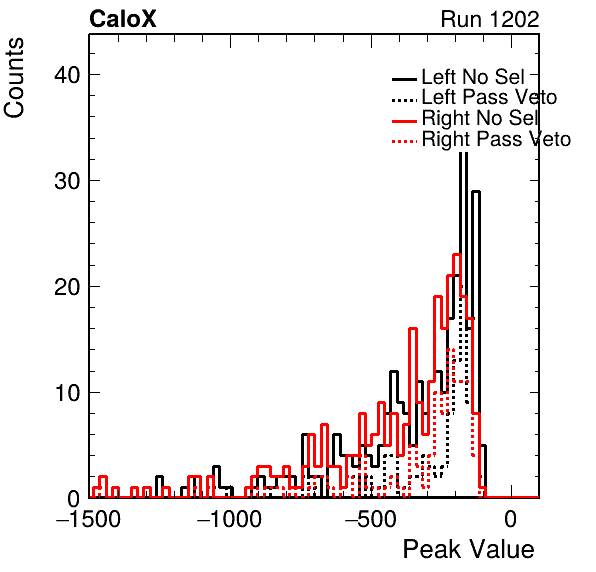 CaloX Run 1202
Counts
40
30
20
10
0
Left No Sel
Left Pass Veto
Right No Sel
Right Pass Veto
−1500 −1000 −500 0
Peak Value